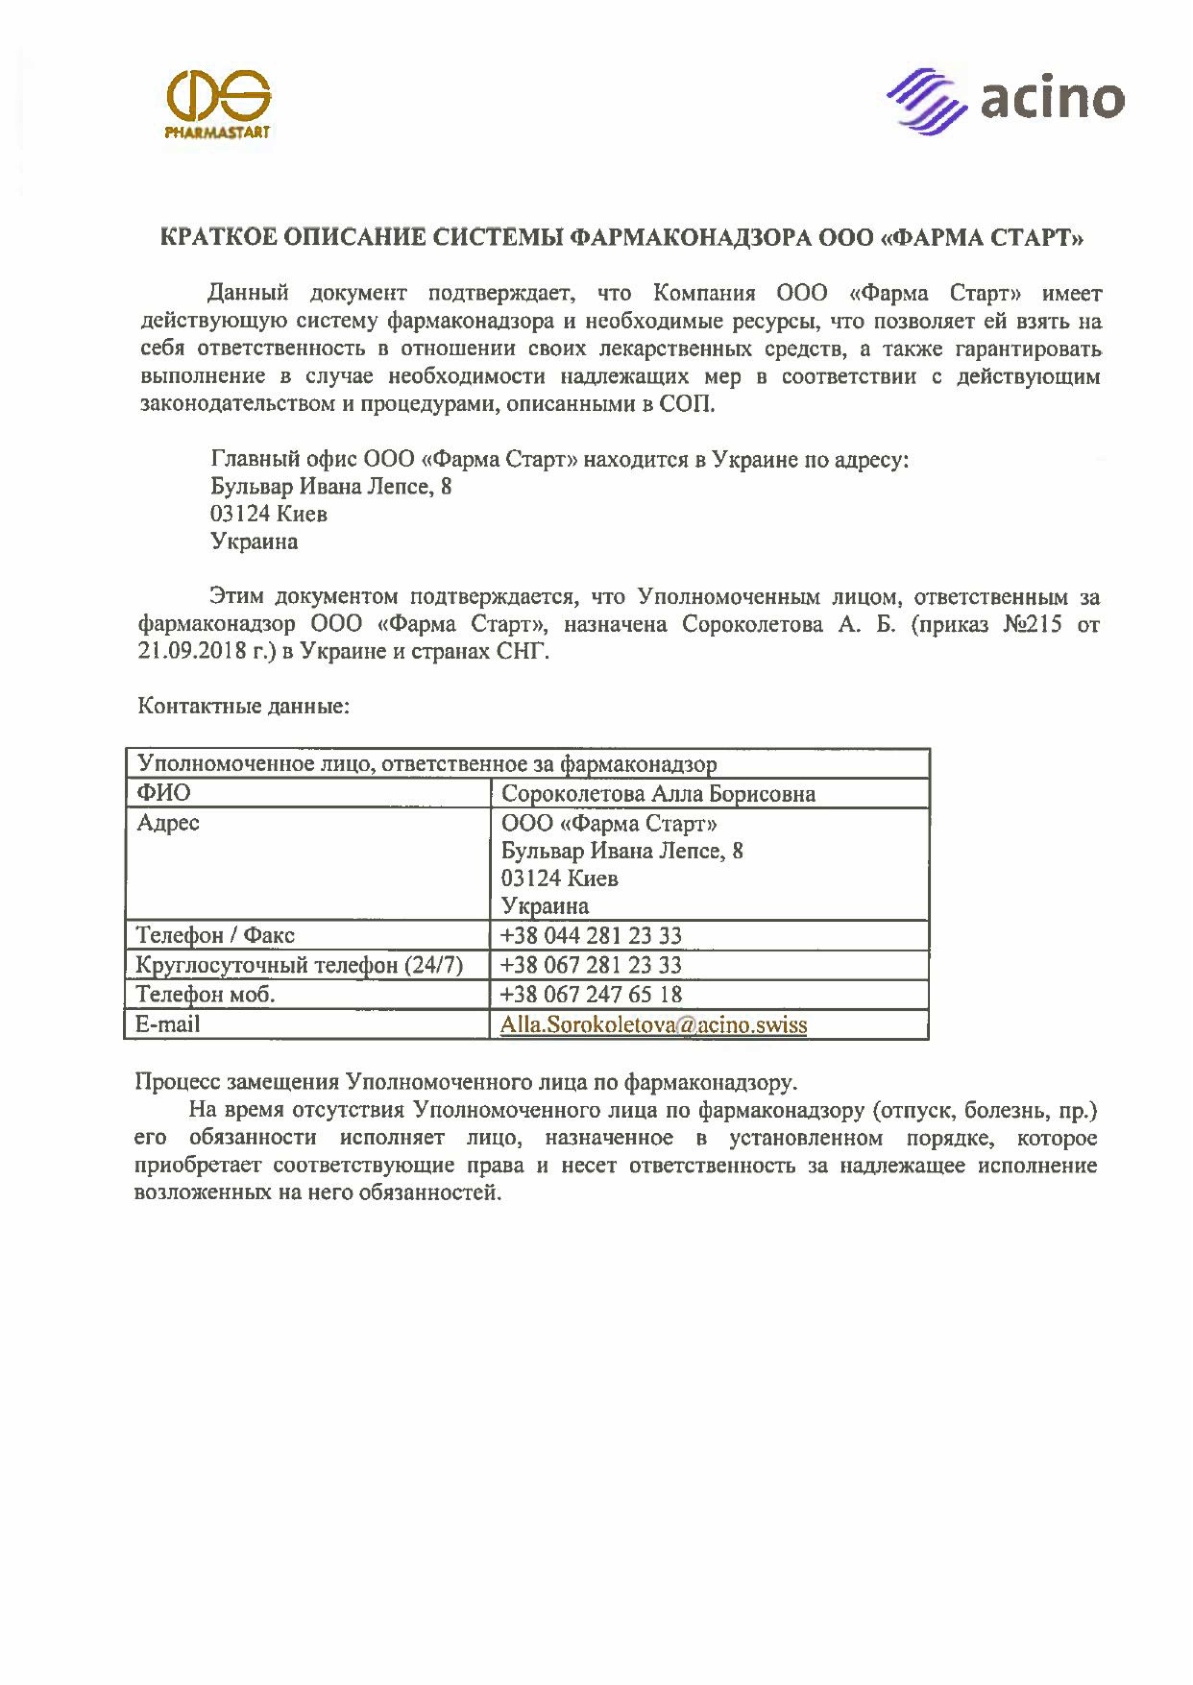 PHARMASTART
acino
КРАТКОЕ ОПИСАНИЕ СИСТЕМЫ ФАРМАКОНАДЗОРА ООО «ФАРМА СТАРТ»
Данный документ подтверждает, что Компания ООО «Фарма Старт» имеет
действующую систему фармаконадзора и необходимые ресурсы, что позволяет ей взять на
себя ответственность в отношении своих лекарственных средств, а также гарантировать
выполнение в случае необходимости надлежащих мер в соответствии с действующим
законодательством и процедурами, описанными в СОП.
Главный офис ООО «Фарма Старт» находится в Украине по адресу:
Бульвар Ивана Лепсе, 8
03124 Киев
Украина
Этим документом подтверждается, что Уполномоченным лицом, ответственным за
фармаконадзор ООО «Фарма Старт», назначена Сороколетова А. Б. (приказ №215 от
21.09.2018 г.) в Украине и странах СНГ.
Контактные данные:
Уполномоченное лицо, ответственное за фармаконадзор
ФИО Сороколетова Алла Борисовна
Адрес ООО «Фарма Старт»
Бульвар Ивана Лепсе, 8
03124 Киев
Украина
Телефон / Факс +38 044 281 23 33
Круглосуточный телефон (24/7) +38 067 281 23 33
Телефон моб. +38 067 247 65 18
E-mail Alla.Sorokoletova@acino.swiss
Процесс замещения Уполномоченного лица по фармаконадзору.
На время отсутствия Уполномоченного лица по фармаконадзору (отпуск, болезнь, пр.)
его обязанности исполняет лицо, назначенное в установленном порядке, которое
приобретает соответствующие права и несет ответственность за надлежащее исполнение
возложенных на него обязанностей.